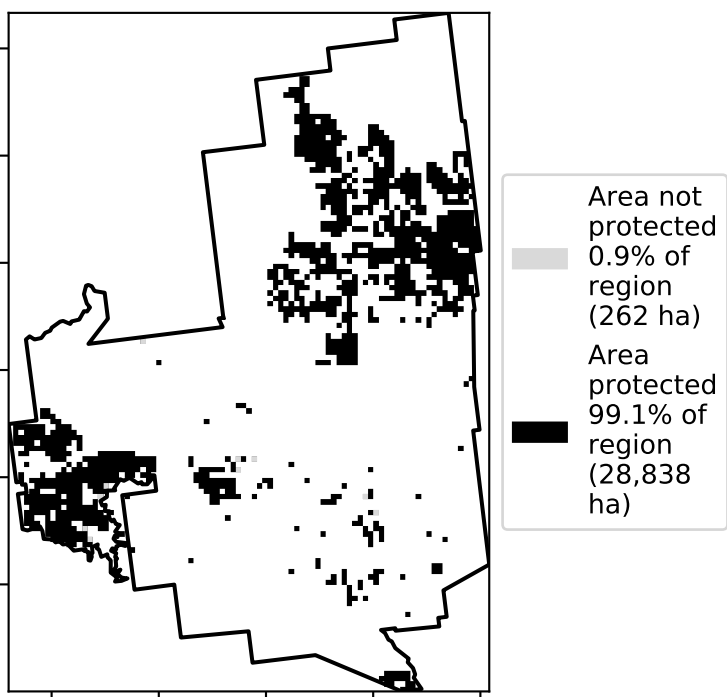 Area not
protected
0.9% of
region
(262 ha)
Area
protected
99.1% of
region
(28,838
ha)